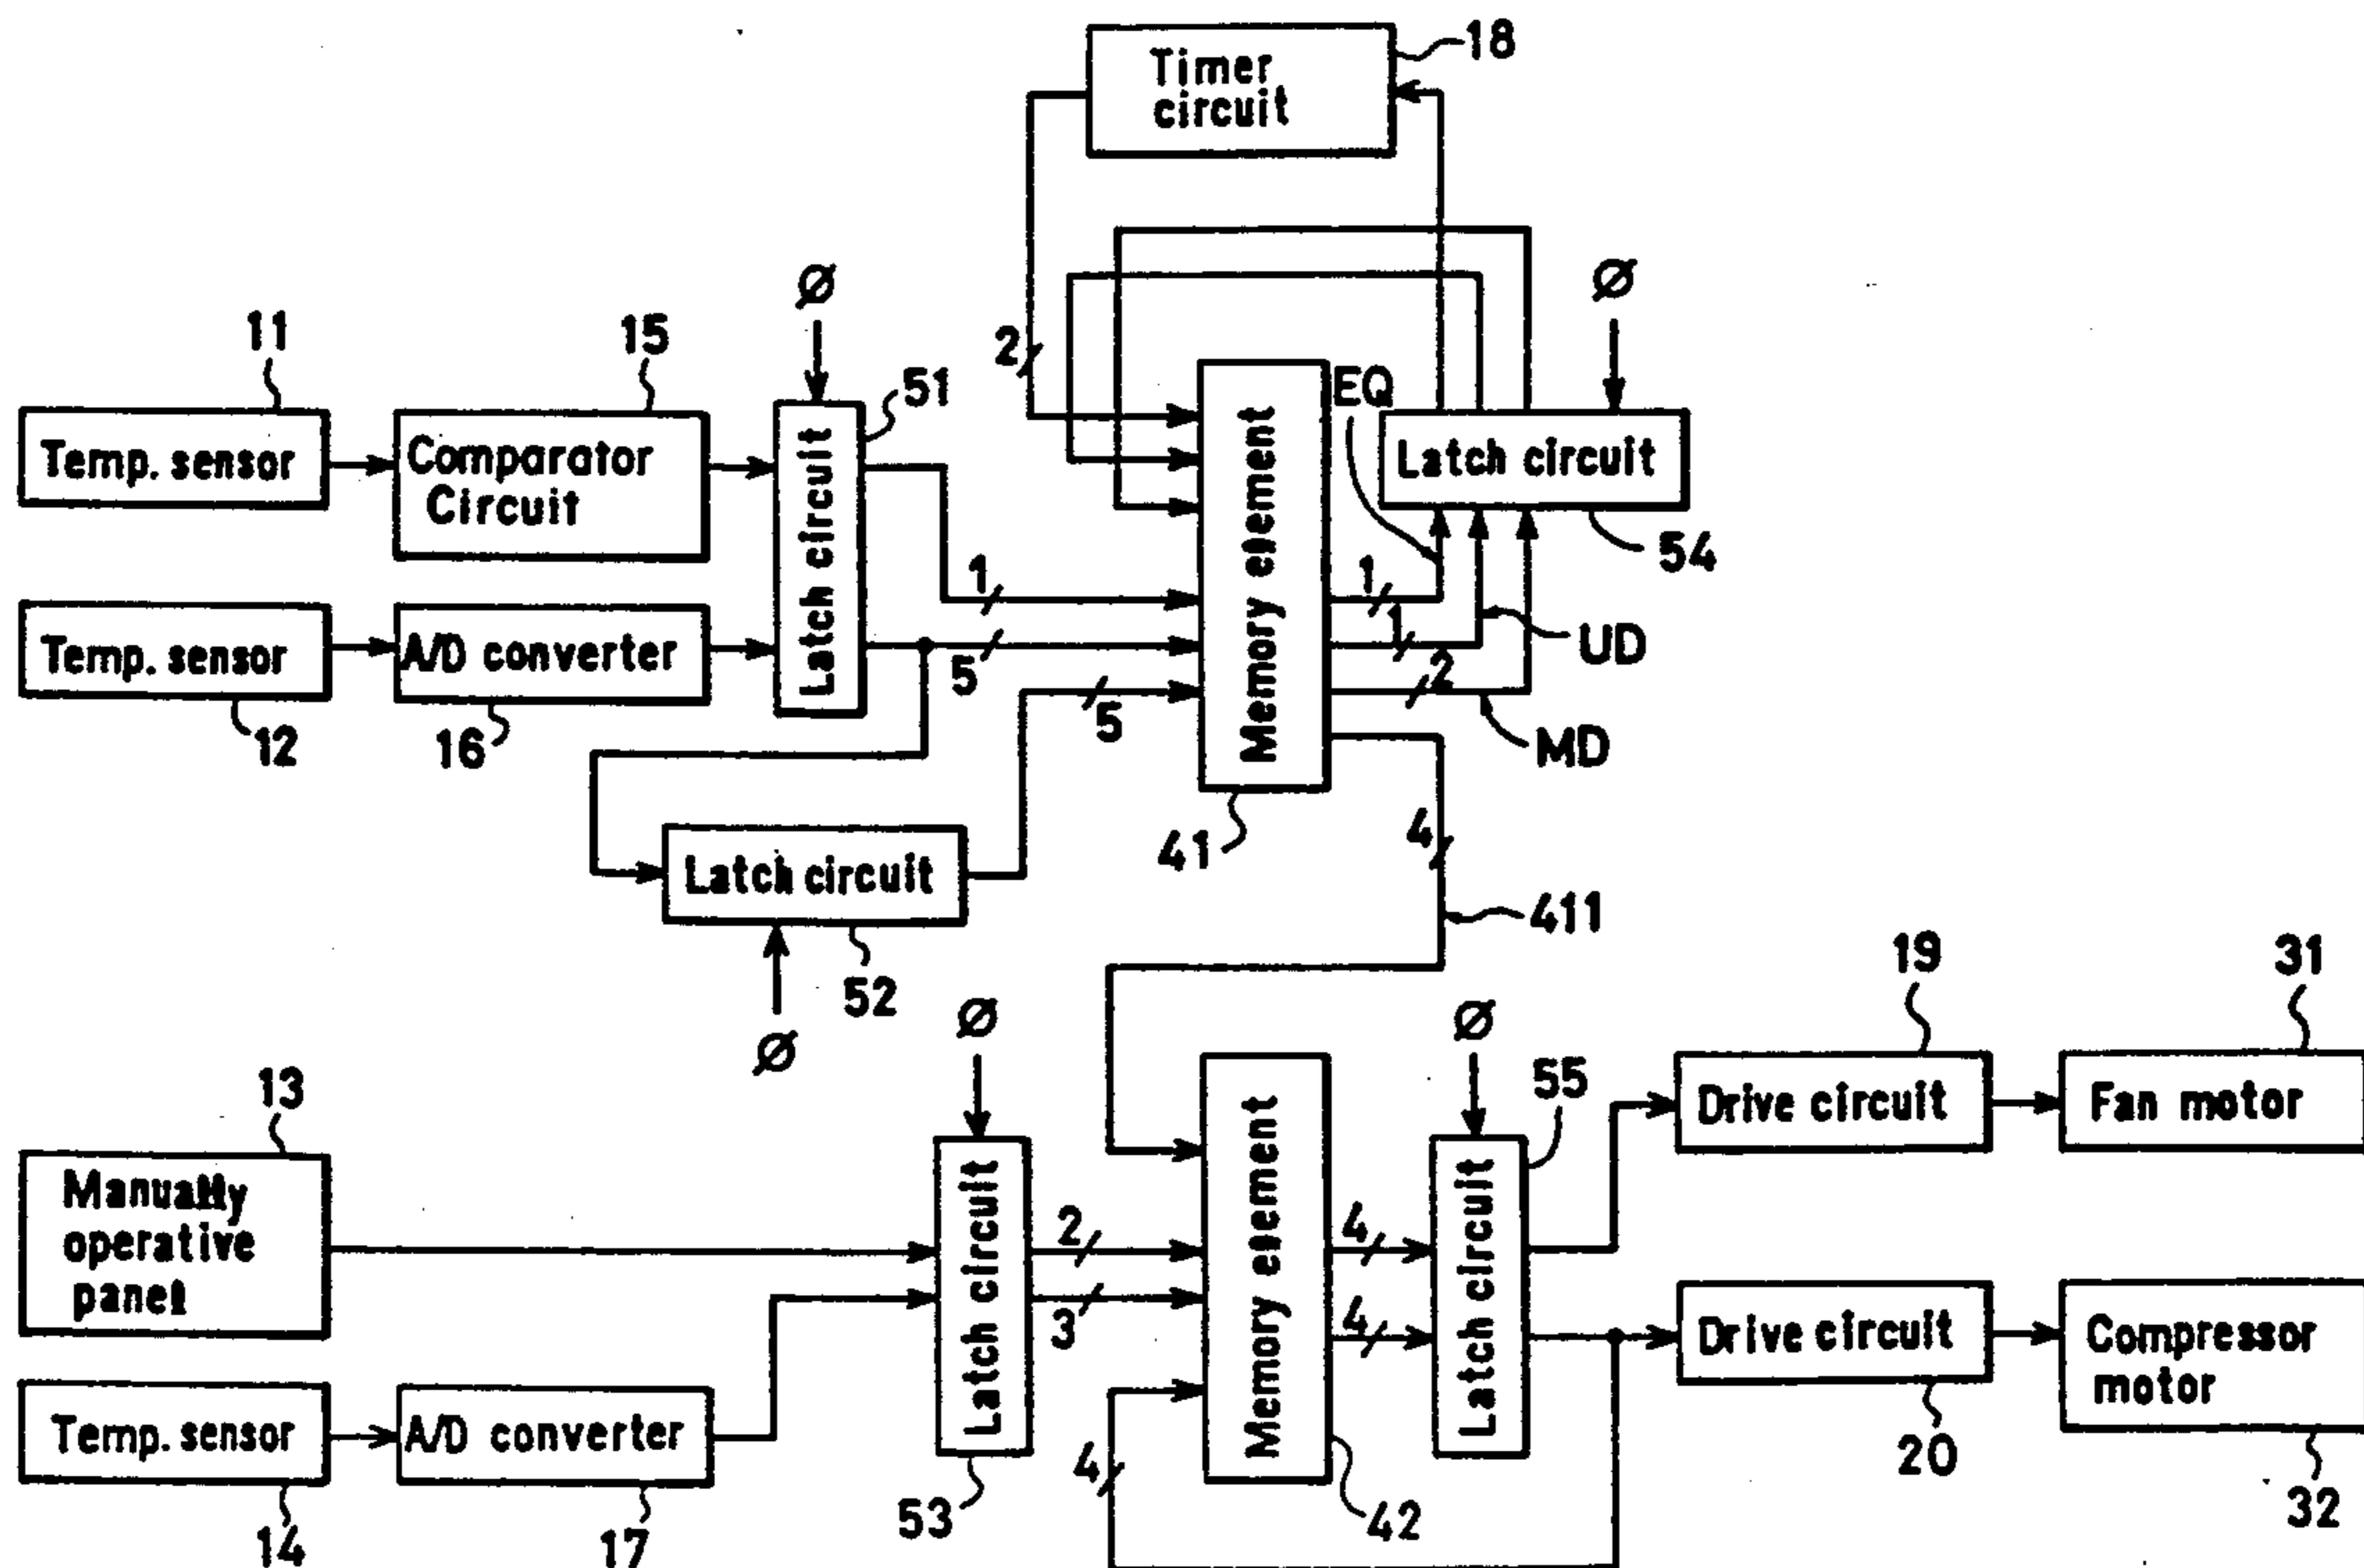 Timer
circuit
18
Ø
Ø
11
15
2
51
EQ
Temp. sensor
Comparator
Circuit
Latch circuit
Memory element
Latch circuit
54
1
1
1
UD
Temp. sensor
A/D converter
5
2
5
MD
12
16
41
4
Latch circuit
411
52
Ø
Ø
Ø
19
31
13
55
Drive circuit
Fan motor
Manually
operative
panel
Latch circuit
2
3
Memory element
4
4
Latch circuit
Drive circuit
Compressor
motor
Temp. sensor
A/D converter
4
20
53
42
32
14
17